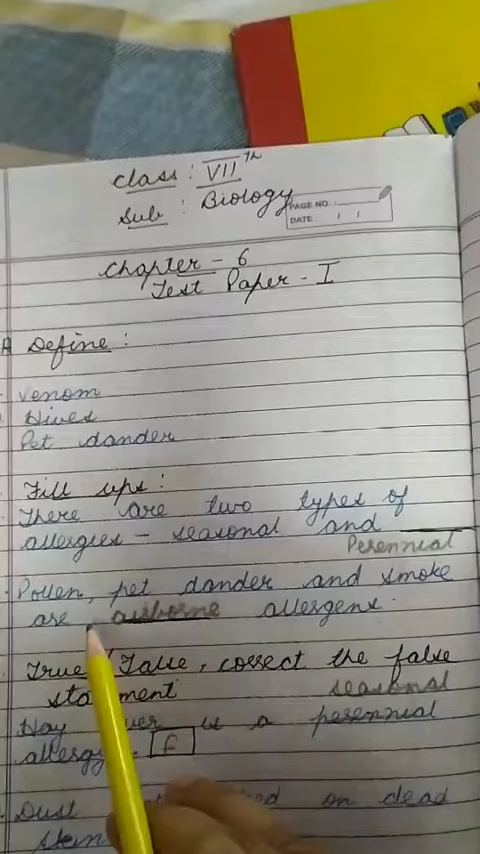 Class : VIIth
Sub : Biology
PAGE NO.:
DATE : / /
Chapter - 6
Test Paper - I
A Define :
Venom
Hives
Pet dander
Fill ups :
There are two types of
allergies - seasonal and
Perennial
Pollen, pet dander and smoke
are airborne allergens.
True/False, correct the false
statement seasonal
Hay is a perennial
allergy. F
Dust on dead
skin